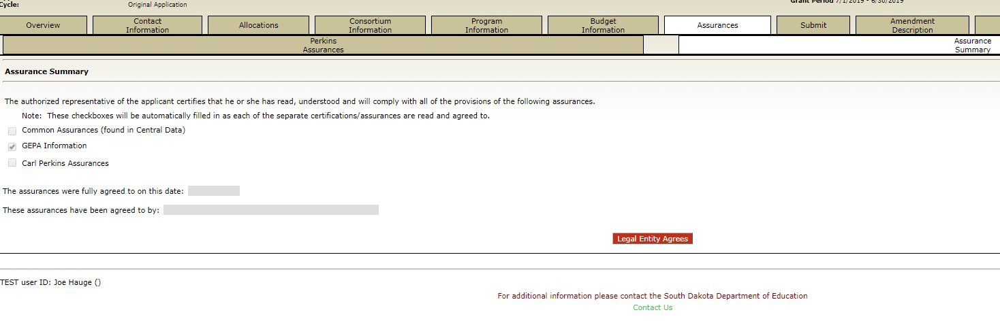 Cycle: Original Application Grant Period 7/1/2019 - 6/30/2019
Overview Contact Information Allocations Consortium Information Program Information Budget Information Assurances Submit Amendment Description
Perkins Assurances Assurance Summary
Assurance Summary
The authorized representative of the applicant certifies that he or she has read, understood and will comply with all of the provisions of the following assurances.
Note: These checkboxes will be automatically filled in as each of the separate certifications/assurances are read and agreed to.
Common Assurances (found in Central Data)
GEPA Information
Carl Perkins Assurances
The assurances were fully agreed to on this date:
These assurances have been agreed to by:
Legal Entity Agrees
TEST user ID: Joe Hauge ()
For additional information please contact the South Dakota Department of Education
Contact Us